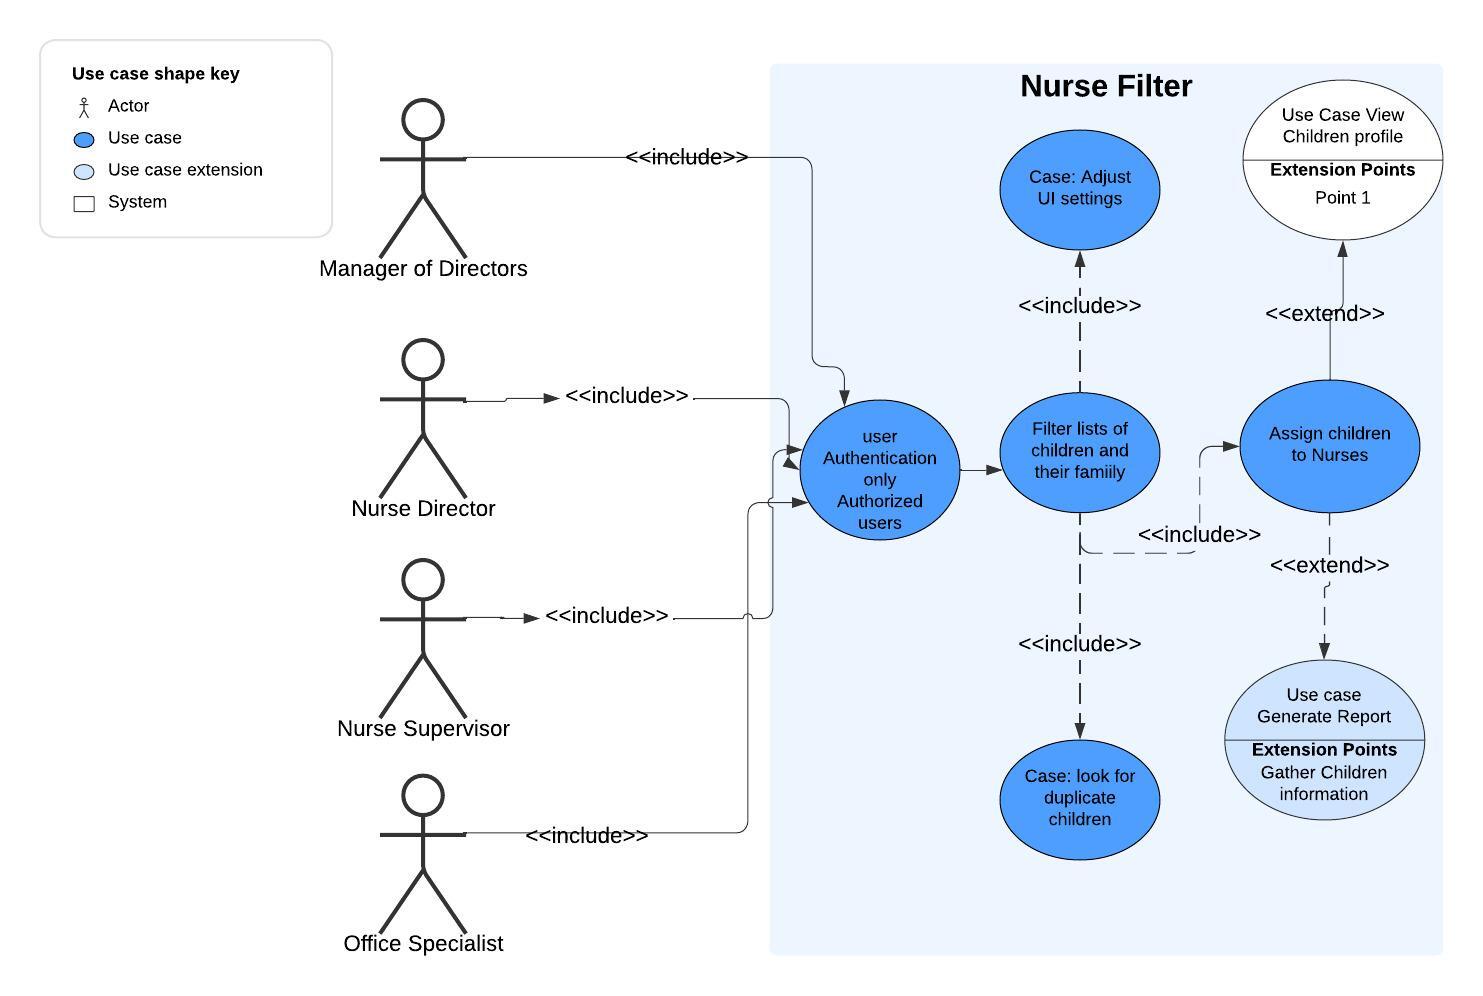 Use case shape key
Actor
Use case
Use case extension
System
Manager of Directors
<<include>>
Nurse Director
<<include>>
Nurse Supervisor
<<include>>
Office Specialist
<<include>>
Nurse Filter
user
Authentication
only
Authorized
users
Case: Adjust
UI settings
<<include>>
Filter lists of
children and
their famiily
<<include>>
<<include>>
Case: look for
duplicate
children
Use Case View
Children profile
Extension Points
Point 1
<<extend>>
Assign children
to Nurses
<<extend>>
Use case
Generate Report
Extension Points
Gather Children
information